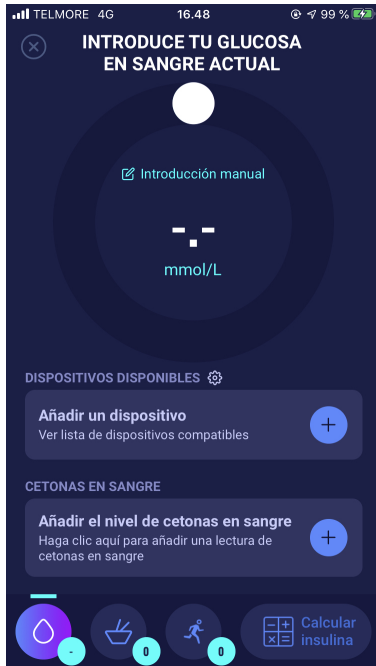 TELMORE 4G 16.48 99 %
INTRODUCE TU GLUCOSA
EN SANGRE ACTUAL
Introducción manual
-.-
mmol/L
DISPOSITIVOS DISPONIBLES
Añadir un dispositivo
Ver lista de dispositivos compatibles
+
CETONAS EN SANGRE
Añadir el nivel de cetonas en sangre
Haga clic aquí para añadir una lectura de
cetonas en sangre
+
Calcular
insulina
- 0 0